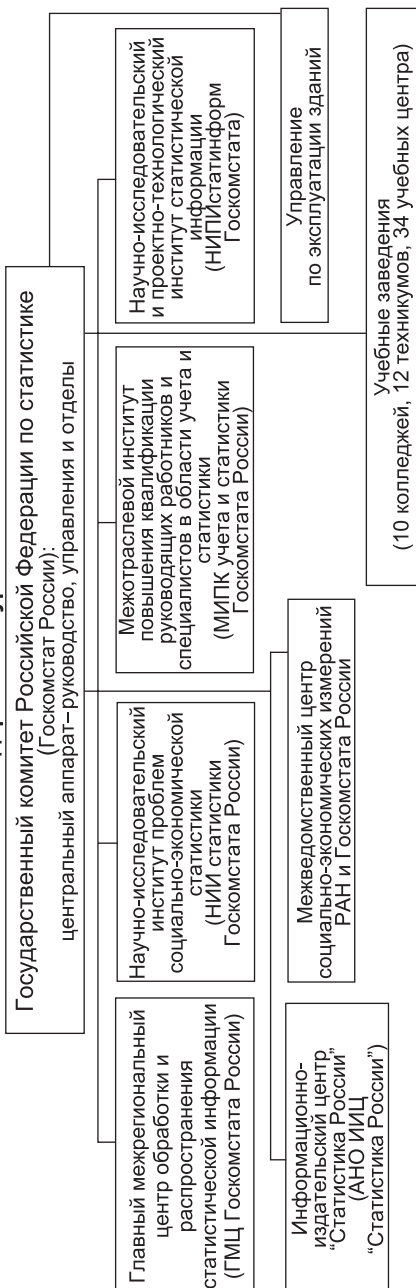 Государственный комитет Российской Федерации по статистике
(Госкомстат России):
центральный аппарат–руководство, управления и отделы
Главный межрегиональный
центр обработки и
распространения
статистической информации
(ГМЦ Госкомстата России)
Научно-исследовательский
институт проблем
социально-экономической
статистики
(НИИ статистики
Госкомстата России)
Межотраслевой институт
повышения квалификации
руководящих работников и
специалистов в области учета и
статистики
(МИПК учета и статистики
Госкомстата России)
Научно-исследовательский
и проектно-технологический
институт статистической
информации
(НИПИстатинформ
Госкомстата)
Информационно-
издательский центр
“Статистика России”
(АНО ИИЦ
“Статистика России”)
Межведомственный центр
социально-экономических измерений
РАН и Госкомстата России
Управление
по эксплуатации зданий
Учебные заведения
(10 колледжей, 12 техникумов, 34 учебных центра)